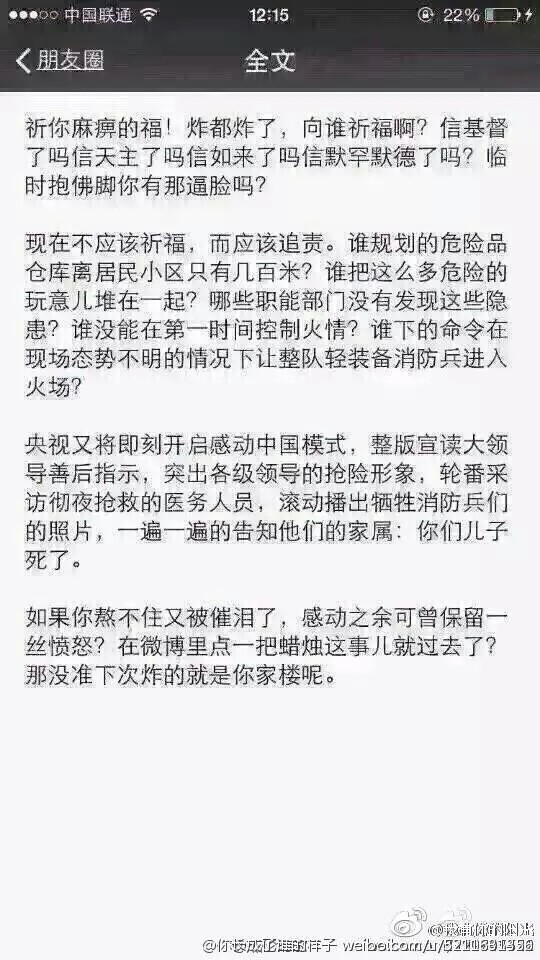 中国联通
12:15
22%
朋友圈
全文
祈你麻痹的福！炸都炸了，向谁祈福啊？信基督
了吗信天主了吗信如来了吗信默罕默德了吗？临
时抱佛脚你有那逼脸吗？
现在不应该祈福，而应该追责。谁规划的危险品
仓库离居民小区只有几百米？谁把这么多危险的
玩意儿堆在一起？哪些职能部门没有发现这些隐
患？谁没能在第一时间控制火情？谁下的命令在
现场态势不明的情况下让整队轻装备消防兵进入
火场？
央视又将即刻开启感动中国模式，整版宣读大领
导善后指示，突出各级领导的抢险形象，轮番采
访彻夜抢救的医务人员，滚动播出牺牲消防兵们
的照片，一遍一遍的告知他们的家属：你们儿子
死了。
如果你熬不住又被催泪了，感动之余可曾保留一
丝愤怒？在微博里点一把蜡烛这事儿就过去了？
那没准下次炸的就是你家楼呢。
weibo.com/u/